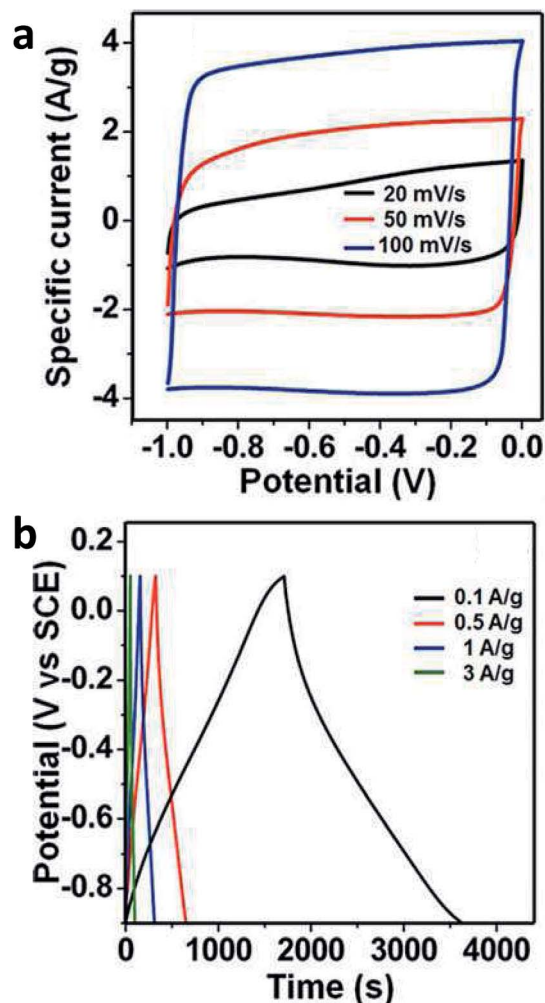 a
Specific current (A/g)
4
2
0
-2
-4
20 mV/s
50 mV/s
100 mV/s
-1.0 -0.8 -0.6 -0.4 -0.2 0.0
Potential (V)
b
Potential (V vs SCE)
0.2
0.0
-0.2
-0.4
-0.6
-0.8
0.1 A/g
0.5 A/g
1 A/g
3 A/g
0 1000 2000 3000 4000
Time (s)